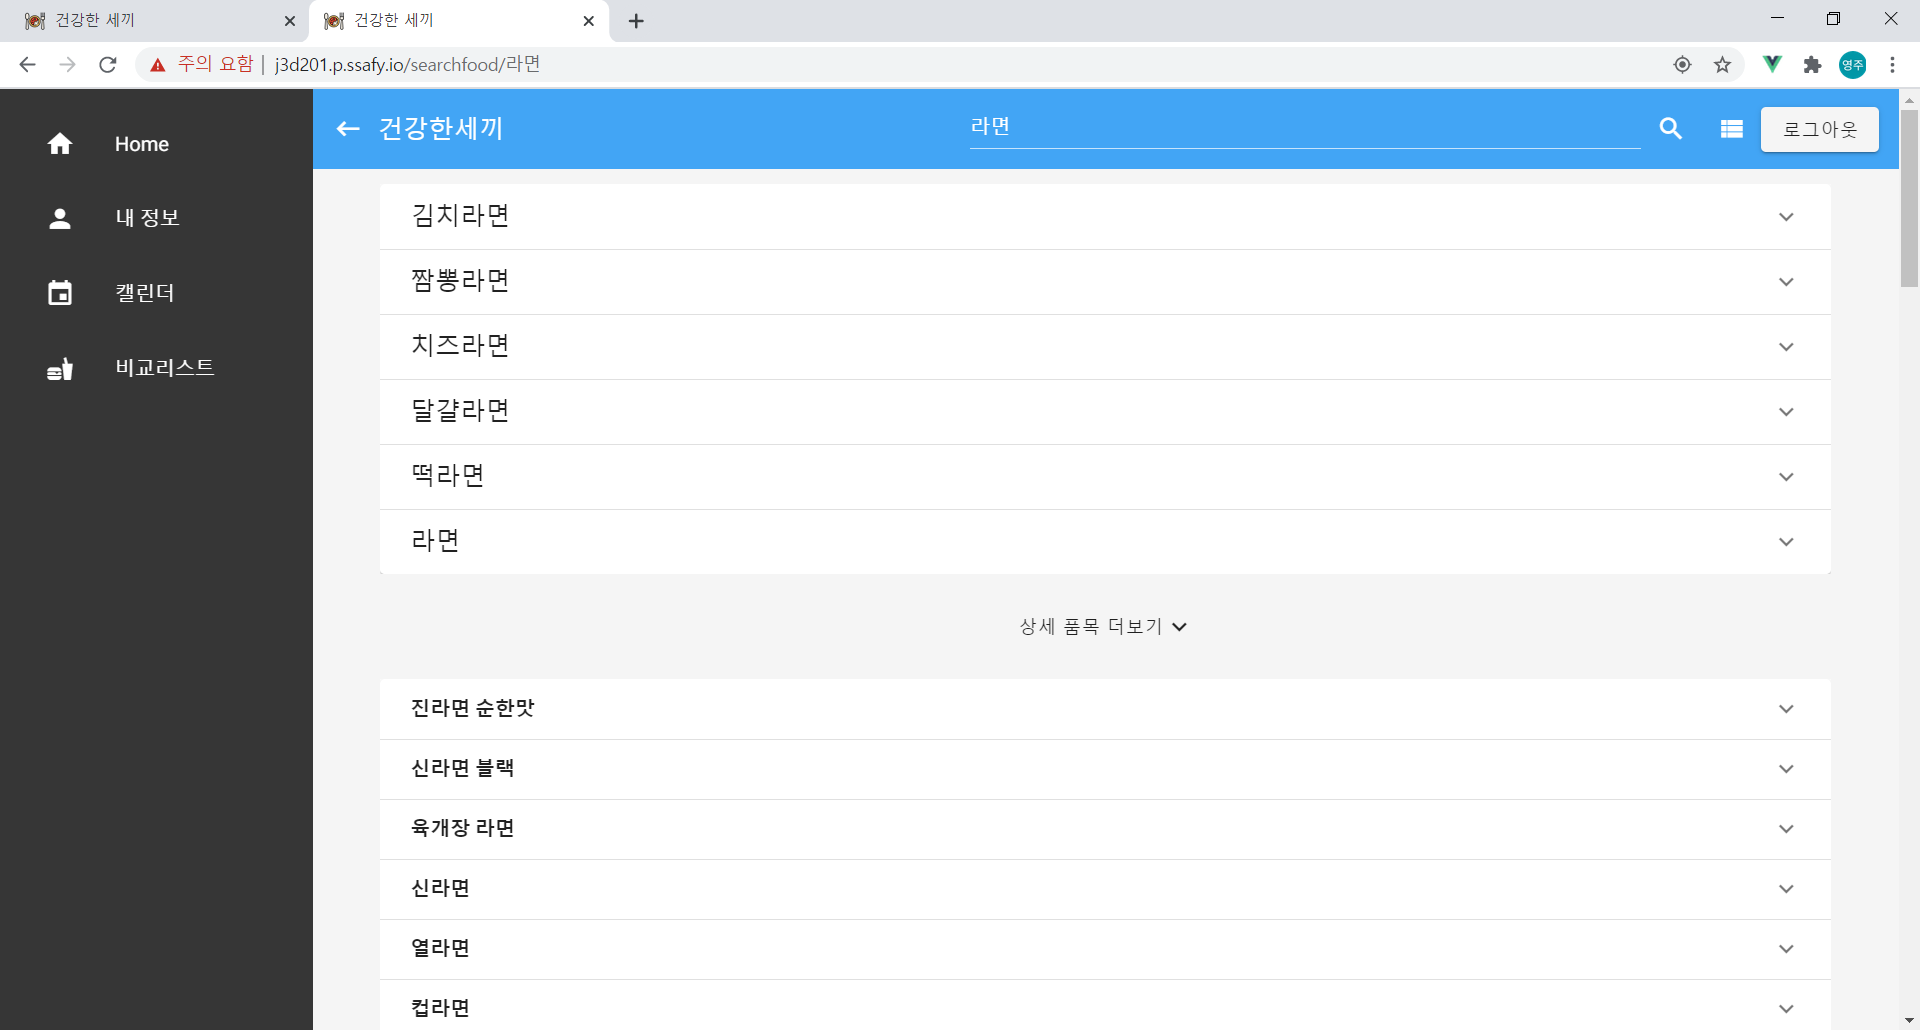 건강한 세끼
건강한 세끼
주의 요함 | j3d201.p.ssafy.io/searchfood/라면
영주
Home
내 정보
캘린더
비교리스트
건강한세끼
라면
로그아웃
김치라면
짬뽕라면
치즈라면
달걀라면
떡라면
라면
상세 품목 더보기
진라면 순한맛
신라면 블랙
육개장 라면
신라면
열라면
컵라면